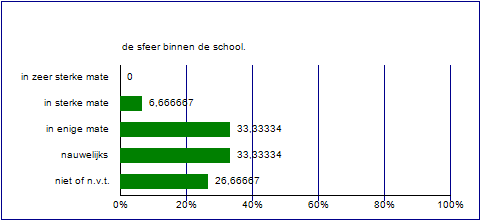 de sfeer binnen de school.
in zeer sterke mate 0
in sterke mate 6,666667
in enige mate 33,33334
nauwelijks 33,33334
niet of n.v.t. 26,66667
0% 20% 40% 60% 80% 100%